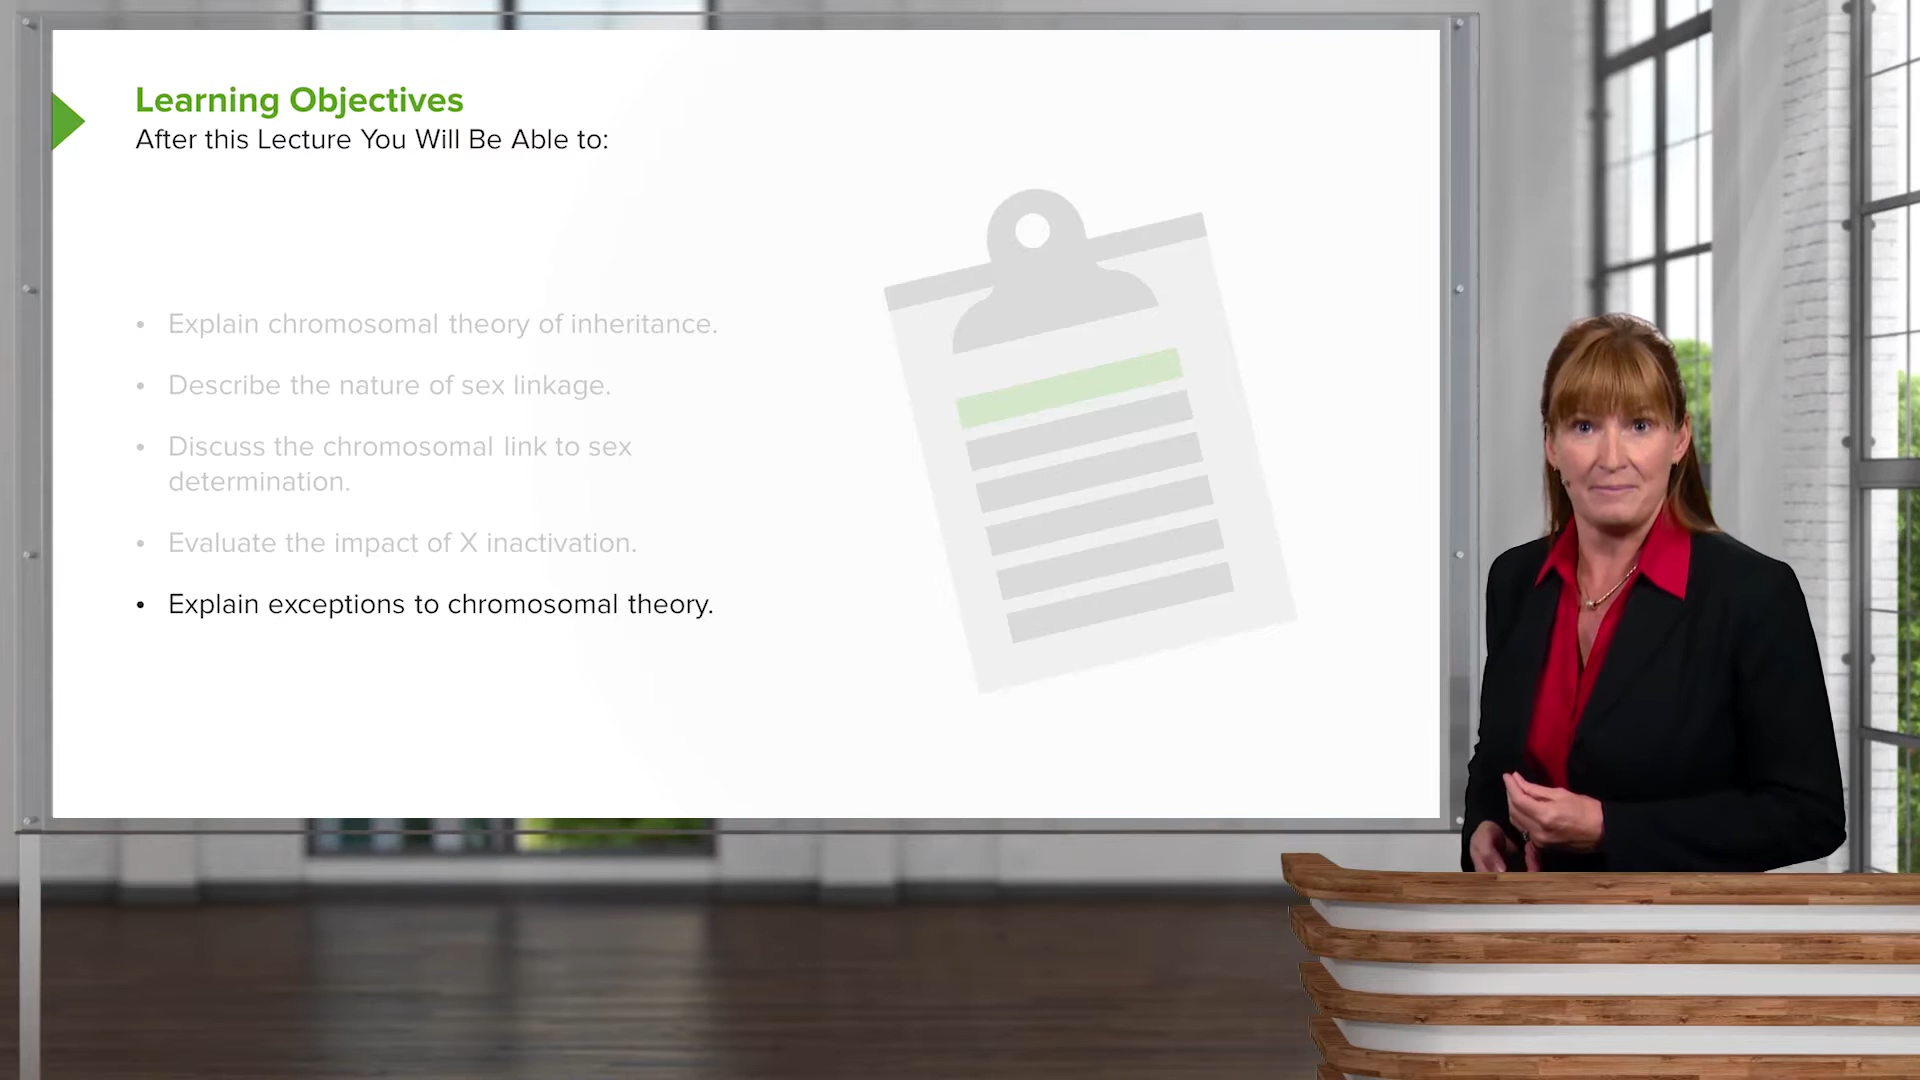 Learning Objectives
After this Lecture You Will Be Able to:
• Explain chromosomal theory of inheritance.
• Describe the nature of sex linkage.
• Discuss the chromosomal link to sex
determination.
• Evaluate the impact of X inactivation.
• Explain exceptions to chromosomal theory.